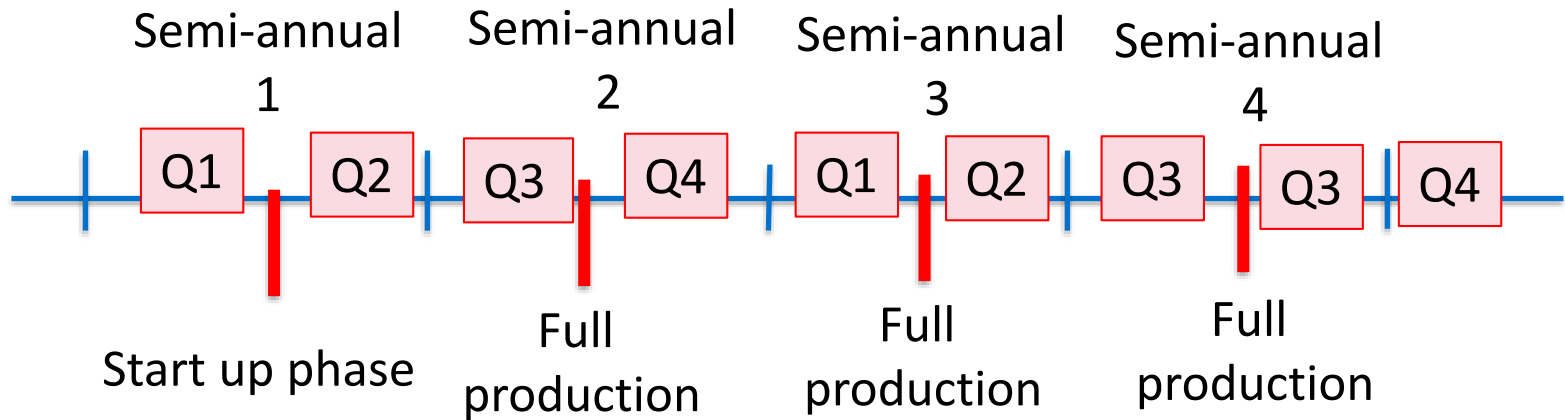 Semi-annual
1
Semi-annual
2
Semi-annual
3
Semi-annual
4
Q1
Q2
Q3
Q4
Q1
Q2
Q3
Q3
Q4
Start up phase
Full
production
Full
production
Full
production